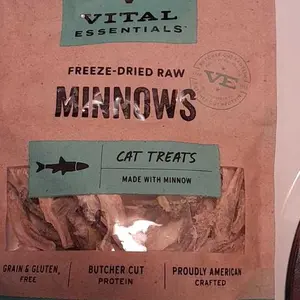 VITAL
ESSENTIALS
FREEZE-DRIED RAW
MINNOWS
VE
CAT TREATS
MADE WITH MINNOW
GRAIN & GLUTEN
FREE
BUTCHER CUT
PROTEIN
PROUDLY AMERICAN
CRAFTED